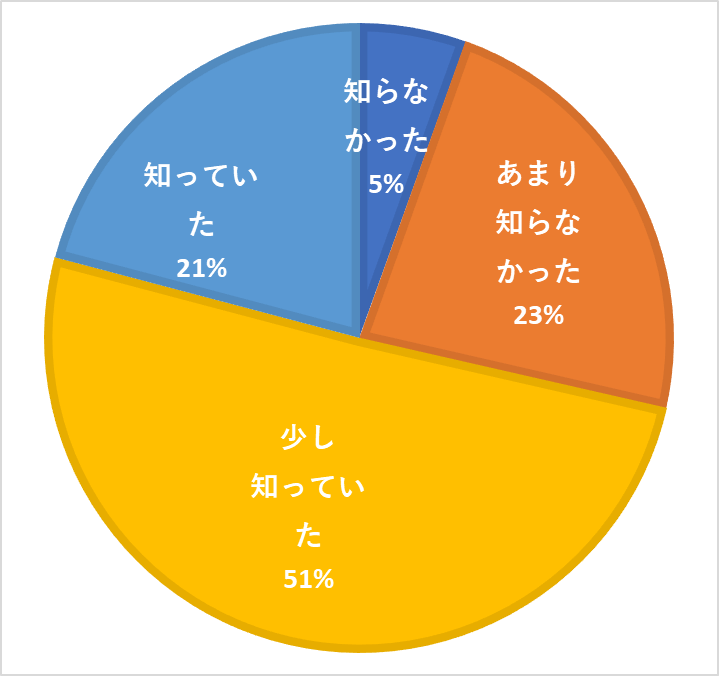 知らな
かった
5%
あまり
知らな
かった
23%
少し
知ってい
た
51%
知ってい
た
21%